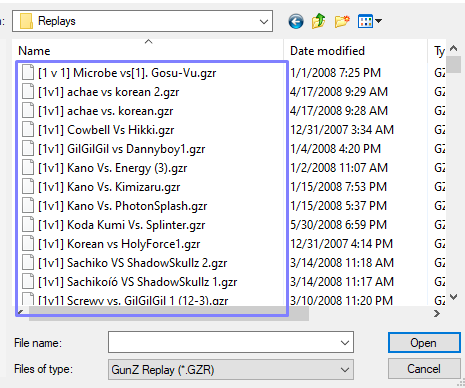 Replays
Name Date modified Ty
[1 v 1] Microbe vs[1]. Gosu-Vu.gzr 1/1/2008 7:25 PM GZ
[1v1] achae vs korean 2.gzr 4/17/2008 9:29 AM GZ
[1v1] achae vs. korean.gzr 4/17/2008 9:28 AM GZ
[1v1] Cowbell Vs Hikki.gzr 12/31/2007 3:34 AM GZ
[1v1] GilGilGil vs Dannyboy1.gzr 1/4/2008 4:20 PM GZ
[1v1] Kano Vs. Energy (3).gzr 1/2/2008 11:07 AM GZ
[1v1] Kano Vs. Kimizaru.gzr 1/15/2008 7:53 PM GZ
[1v1] Kano Vs. PhotonSplash.gzr 1/15/2008 5:37 PM GZ
[1v1] Koda Kumi Vs. Splinter.gzr 5/30/2008 6:59 PM GZ
[1v1] Korean vs HolyForce1.gzr 12/31/2007 4:14 PM GZ
[1v1] Sachiko VS ShadowSkullz 2.gzr 3/14/2008 11:18 AM GZ
[1v1] Sachikoíó VS ShadowSkullz 1.gzr 3/14/2008 11:17 AM GZ
[1v1] Screwy vs. GilGilGil 1 (12-3).gzr 3/10/2008 11:20 PM GZ
File name: Open
Files of type: GunZ Replay (*.GZR) Cancel